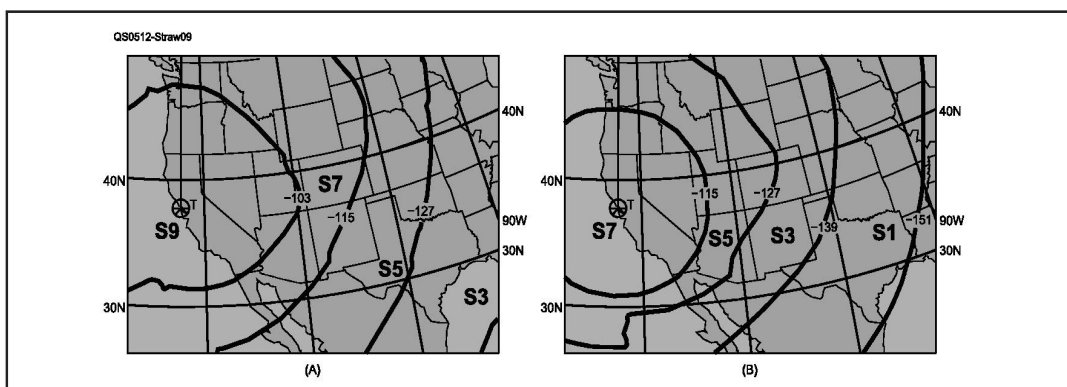 QS0512-Straw09
40N
40N
90W
30N
30N
S9
T
S7
S5
S3
−103
−115
−127
(A)
40N
40N
90W
30N
30N
S7
T
S5
S3
S1
−115
−127
−139
−151
(B)